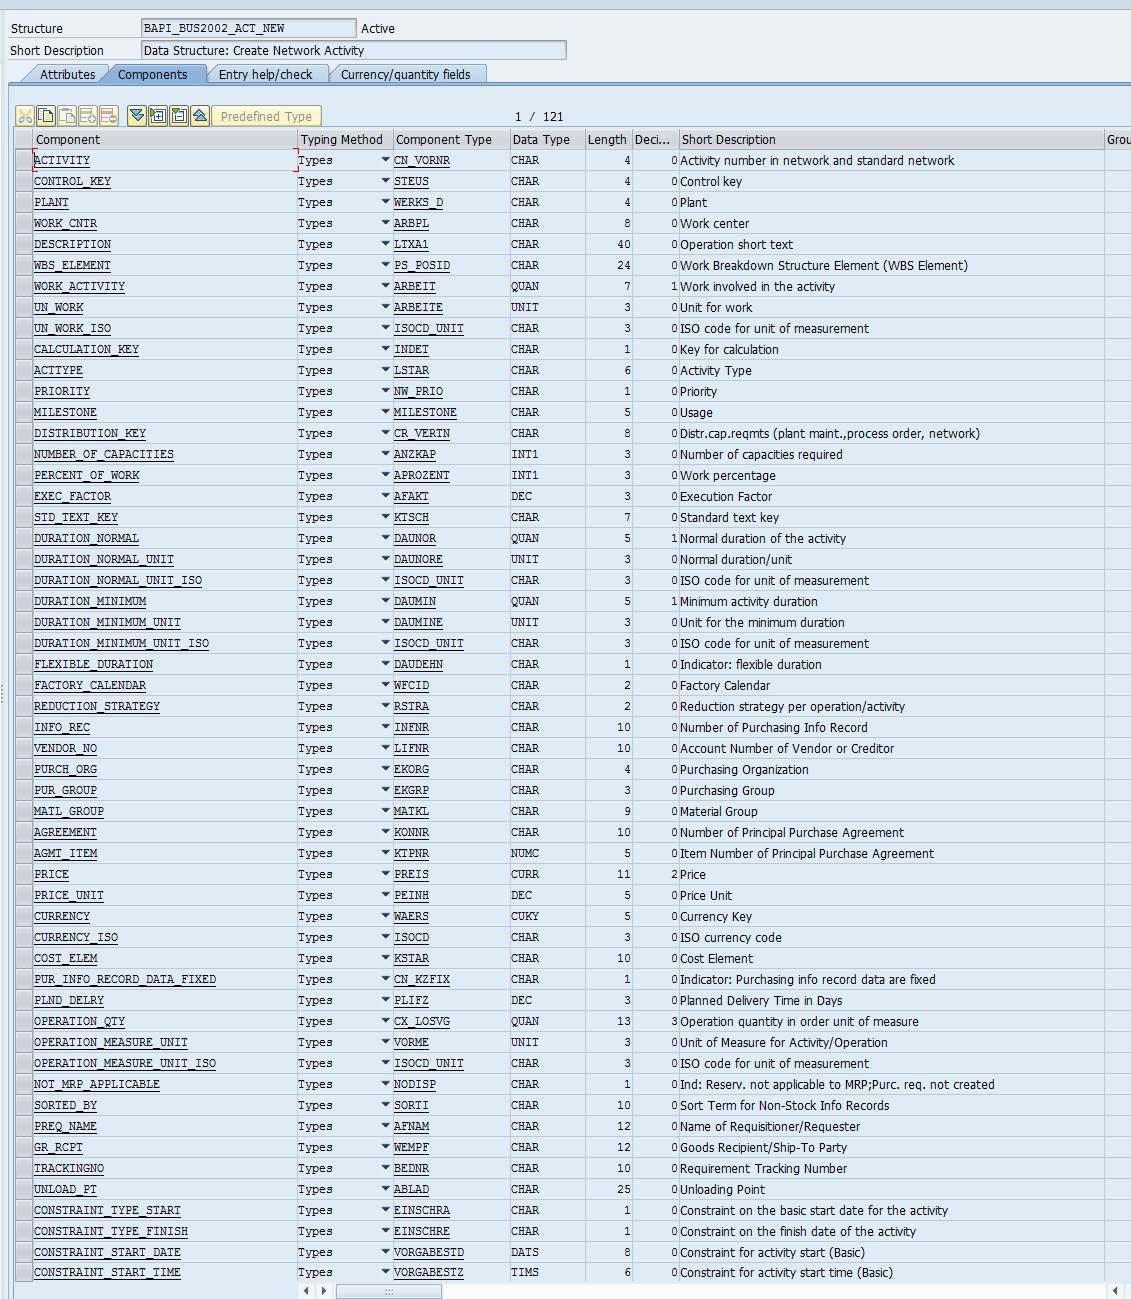 Structure BAPI_BUS2002_ACT_NEW Active
Short Description Data Structure: Create Network Activity
Attributes Components Entry help/check Currency/quantity fields
Predefined Type 1 / 121
Component Typing Method Component Type Data Type Length Deci... Short Description Grou
ACTIVITY Types CN_VORNR CHAR 4 0 Activity number in network and standard network
CONTROL_KEY Types STEUS CHAR 4 0 Control key
PLANT Types WERKS_D CHAR 4 0 Plant
WORK_CNTR Types ARBPL CHAR 8 0 Work center
DESCRIPTION Types LTXA1 CHAR 40 0 Operation short text
WBS_ELEMENT Types PS_POSID CHAR 24 0 Work Breakdown Structure Element (WBS Element)
WORK_ACTIVITY Types ARBEIT QUAN 7 1 Work involved in the activity
UN_WORK Types ARBEITE UNIT 3 0 Unit for work
UN_WORK_ISO Types ISOCD_UNIT CHAR 3 0 ISO code for unit of measurement
CALCULATION_KEY Types INDET CHAR 1 0 Key for calculation
ACTTYPE Types LSTAR CHAR 6 0 Activity Type
PRIORITY Types NW_PRIO CHAR 1 0 Priority
MILESTONE Types MILESTONE CHAR 5 0 Usage
DISTRIBUTION_KEY Types CR_VERTN CHAR 8 0 Distr.cap.reqmts (plant maint.,process order, network)
NUMBER_OF_CAPACITIES Types ANZKAP INT1 3 0 Number of capacities required
PERCENT_OF_WORK Types APROZENT INT1 3 0 Work percentage
EXEC_FACTOR Types AFAKT DEC 3 0 Execution Factor
STD_TEXT_KEY Types KTSCH CHAR 7 0 Standard text key
DURATION_NORMAL Types DAUNOR QUAN 5 1 Normal duration of the activity
DURATION_NORMAL_UNIT Types DAUNORE UNIT 3 0 Normal duration/unit
DURATION_NORMAL_UNIT_ISO Types ISOCD_UNIT CHAR 3 0 ISO code for unit of measurement
DURATION_MINIMUM Types DAUMIN QUAN 5 1 Minimum activity duration
DURATION_MINIMUM_UNIT Types DAUMINE UNIT 3 0 Unit for the minimum duration
DURATION_MINIMUM_UNIT_ISO Types ISOCD_UNIT CHAR 3 0 ISO code for unit of measurement
FLEXIBLE_DURATION Types DAUDEHN CHAR 1 0 Indicator: flexible duration
FACTORY_CALENDAR Types WFCID CHAR 2 0 Factory Calendar
REDUCTION_STRATEGY Types RSTRA CHAR 2 0 Reduction strategy per operation/activity
INFO_REC Types INFNR CHAR 10 0 Number of Purchasing Info Record
VENDOR_NO Types LIFNR CHAR 10 0 Account Number of Vendor or Creditor
PURCH_ORG Types EKORG CHAR 4 0 Purchasing Organization
PUR_GROUP Types EKGRP CHAR 3 0 Purchasing Group
MATL_GROUP Types MATKL CHAR 9 0 Material Group
AGREEMENT Types KONNR CHAR 10 0 Number of Principal Purchase Agreement
AGMT_ITEM Types KTPNR NUMC 5 0 Item Number of Principal Purchase Agreement
PRICE Types PREIS CURR 11 2 Price
PRICE_UNIT Types PEINH DEC 5 0 Price Unit
CURRENCY Types WAERS CUKY 5 0 Currency Key
CURRENCY_ISO Types ISOCD CHAR 3 0 ISO currency code
COST_ELEM Types KSTAR CHAR 10 0 Cost Element
PUR_INFO_RECORD_DATA_FIXED Types CN_KZFIX CHAR 1 0 Indicator: Purchasing info record data are fixed
PLND_DELRY Types PLIFZ DEC 3 0 Planned Delivery Time in Days
OPERATION_QTY Types CX_LOSVG QUAN 13 3 Operation quantity in order unit of measure
OPERATION_MEASURE_UNIT Types VORME UNIT 3 0 Unit of Measure for Activity/Operation
OPERATION_MEASURE_UNIT_ISO Types ISOCD_UNIT CHAR 3 0 ISO code for unit of measurement
NOT_MRP_APPLICABLE Types NODISP CHAR 1 0 Ind: Reserv. not applicable to MRP;Purc. req. not created
SORTED_BY Types SORTI CHAR 10 0 Sort Term for Non-Stock Info Records
PREQ_NAME Types AFNAM CHAR 12 0 Name of Requisitioner/Requester
GR_RCPT Types WEMPF CHAR 12 0 Goods Recipient/Ship-To Party
TRACKINGNO Types BEDNR CHAR 10 0 Requirement Tracking Number
UNLOAD_PT Types ABLAD CHAR 25 0 Unloading Point
CONSTRAINT_TYPE_START Types EINSCHRA CHAR 1 0 Constraint on the basic start date for the activity
CONSTRAINT_TYPE_FINISH Types EINSCHRE CHAR 1 0 Constraint on the finish date of the activity
CONSTRAINT_START_DATE Types VORGABESTD DATS 8 0 Constraint for activity start (Basic)
CONSTRAINT_START_TIME Types VORGABESTZ TIMS 6 0 Constraint for activity start time (Basic)